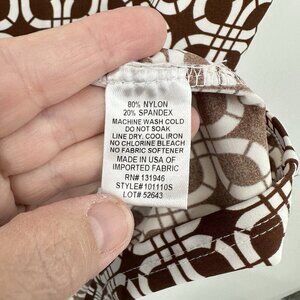 80% NYLON
20% SPANDEX
MACHINE WASH COLD
DO NOT SOAK
LINE DRY. COOL IRON
NO CHLORINE BLEACH
NO FABRIC SOFTENER
MADE IN USA OF
IMPORTED FABRIC
RN# 131946
STYLE#101110S
LOT# 52643